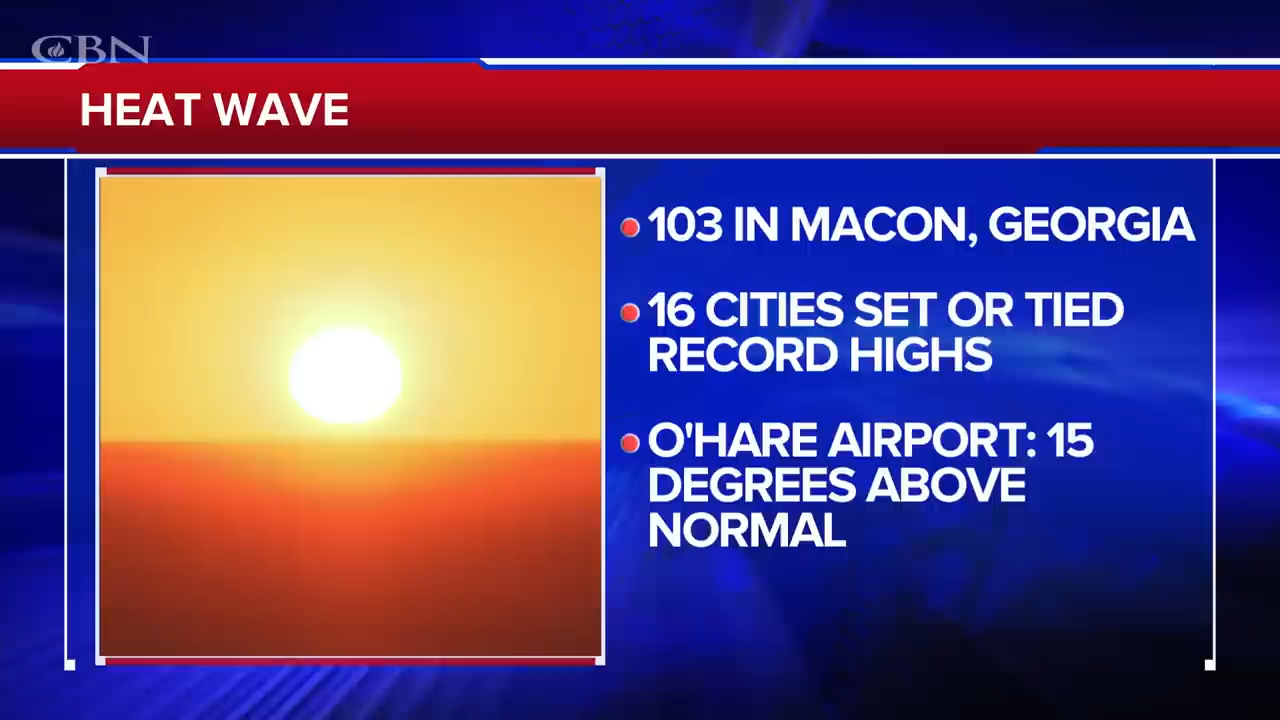 CBN
HEAT WAVE
103 IN MACON, GEORGIA
16 CITIES SET OR TIED
RECORD HIGHS
O'HARE AIRPORT: 15
DEGREES ABOVE
NORMAL